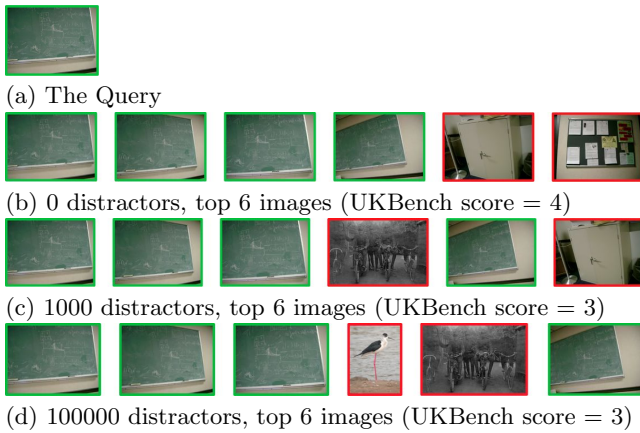 (a) The Query
(b) 0 distractors, top 6 images (UKBench score = 4)
(c) 1000 distractors, top 6 images (UKBench score = 3)
(d) 100000 distractors, top 6 images (UKBench score = 3)